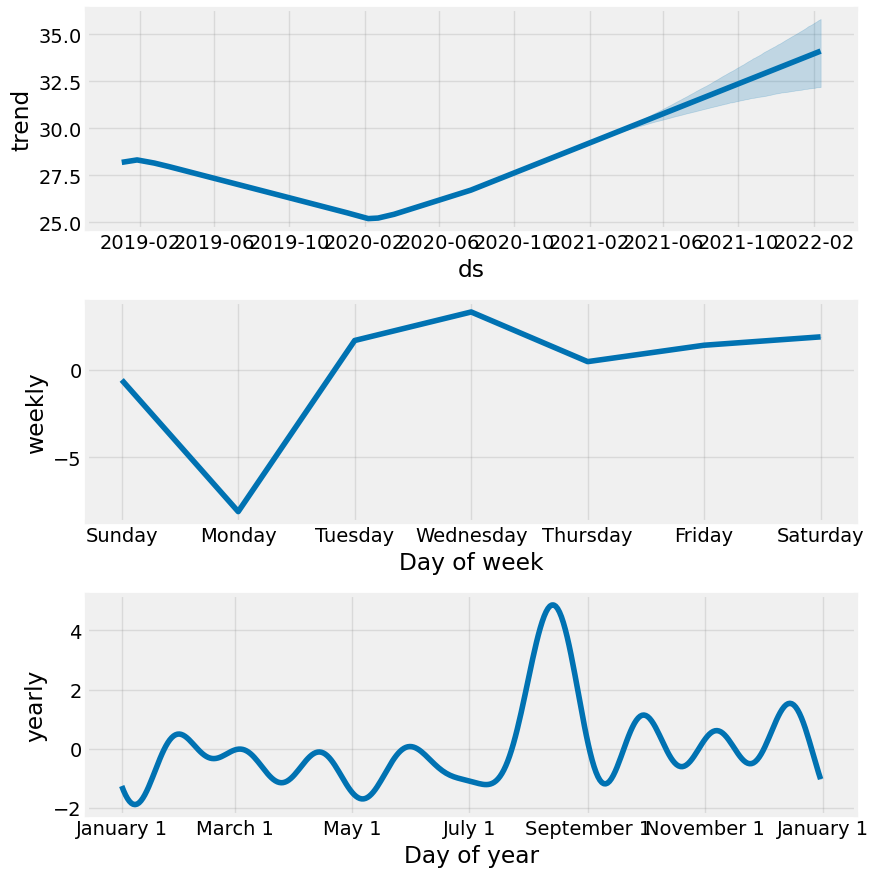 35.0
32.5
30.0
27.5
25.0
trend
2019-02 2019-06 2019-10 2020-02 2020-06 2020-10 2021-02 2021-06 2021-10 2022-02
ds
0
−5
weekly
Sunday Monday Tuesday Wednesday Thursday Friday Saturday
Day of week
4
2
0
−2
yearly
January 1 March 1 May 1 July 1 September 1 November 1 January 1
Day of year